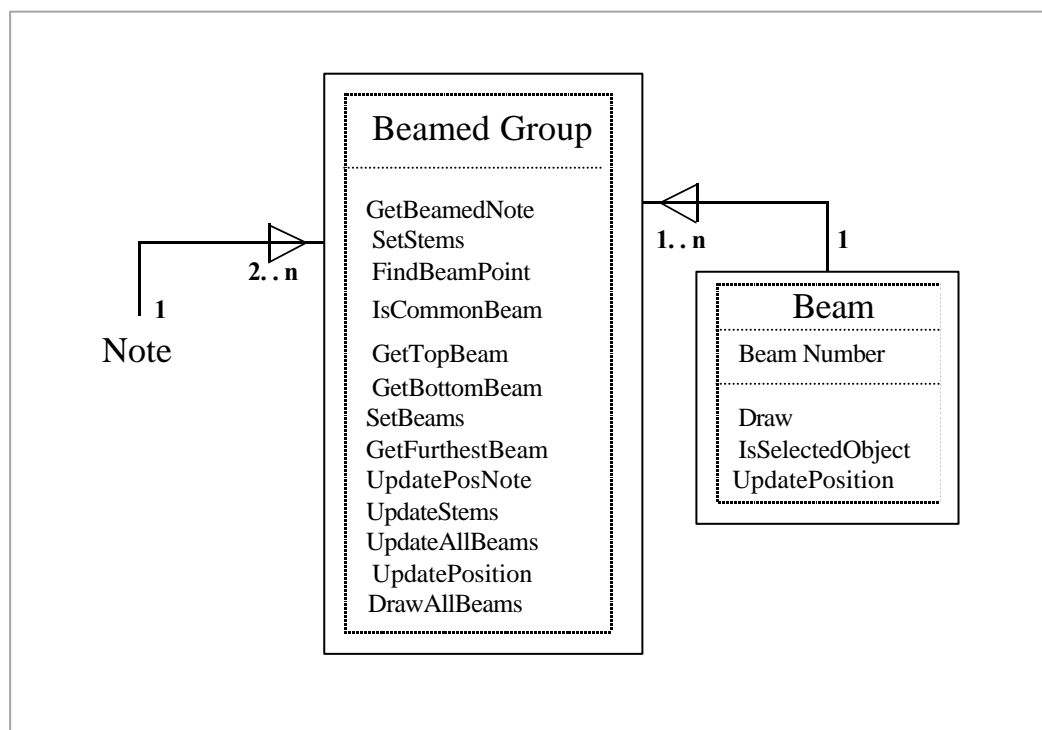 Beamed Group
GetBeamedNote
SetStems
FindBeamPoint
IsCommonBeam
GetTopBeam
GetBottomBeam
SetBeams
GetFurthestBeam
UpdatePosNote
UpdateStems
UpdateAllBeams
UpdatePosition
DrawAllBeams
2. . n
1
Note
1. . n
1
Beam
Beam Number
Draw
IsSelectedObject
UpdatePosition